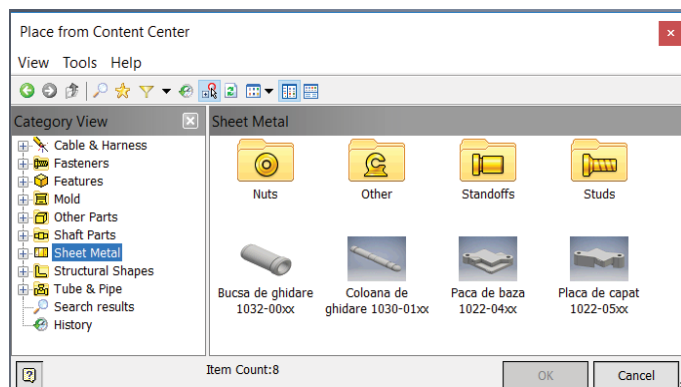 Place from Content Center
View Tools Help
Category View
Sheet Metal
Cable & Harness
Fasteners
Features
Mold
Other Parts
Shaft Parts
Sheet Metal
Structural Shapes
Tube & Pipe
Search results
History
Nuts
Other
Standoffs
Studs
Bucsa de ghidare
1032-00xx
Coloana de
ghidare 1030-01xx
Paca de baza
1022-04xx
Placa de capat
1022-05xx
Item Count:8
OK
Cancel